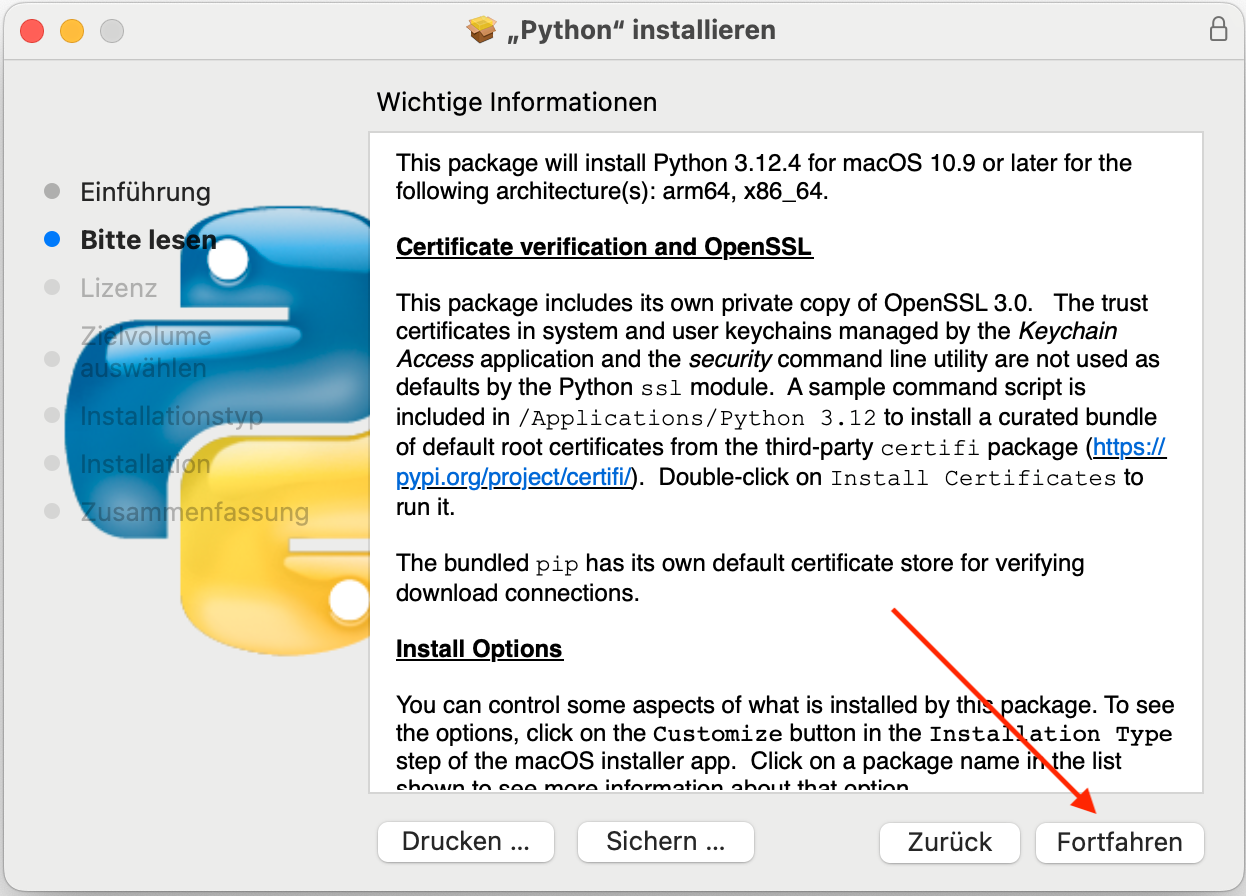 „Python“ installieren
Wichtige Informationen
Einführung
Bitte lesen
Lizenz
Zielvolume
auswählen
Installationstyp
Installation
Zusammenfassung
This package will install Python 3.12.4 for macOS 10.9 or later for the
following architecture(s): arm64, x86_64.
Certificate verification and OpenSSL
This package includes its own private copy of OpenSSL 3.0.   The trust
certificates in system and user keychains managed by the Keychain
Access application and the security command line utility are not used as
defaults by the Python ssl module.  A sample command script is
included in /Applications/Python 3.12 to install a curated bundle
of default root certificates from the third-party certifi package (https://
pypi.org/project/certifi/).  Double-click on Install Certificates to
run it.
The bundled pip has its own default certificate store for verifying
download connections.
Install Options
You can control some aspects of what is installed by this package. To see
the options, click on the Customize button in the Installation Type
step of the macOS installer app.  Click on a package name in the list
shown to see more information about that option.
Drucken ...
Sichern ...
Zurück
Fortfahren